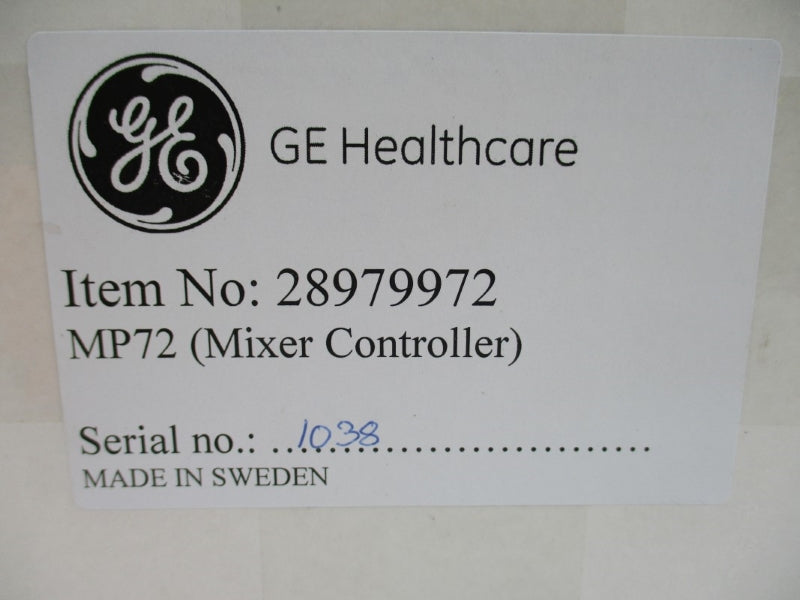 GE GE Healthcare
Item No: 28979972
MP72 (Mixer Controller)
Serial no.: ..1038..............................
MADE IN SWEDEN